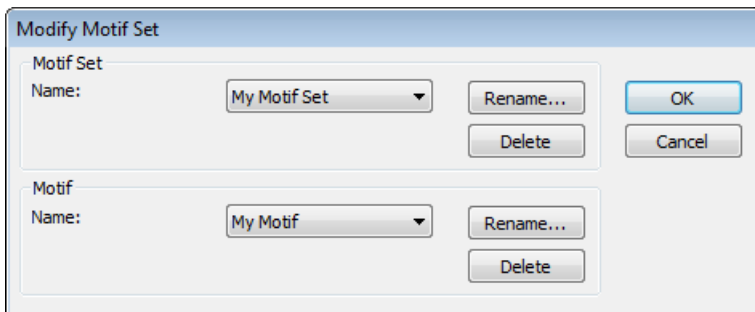 Modify Motif Set
Motif Set
Name:
My Motif Set
Rename...
OK
Delete
Cancel
Motif
Name:
My Motif
Rename...
Delete